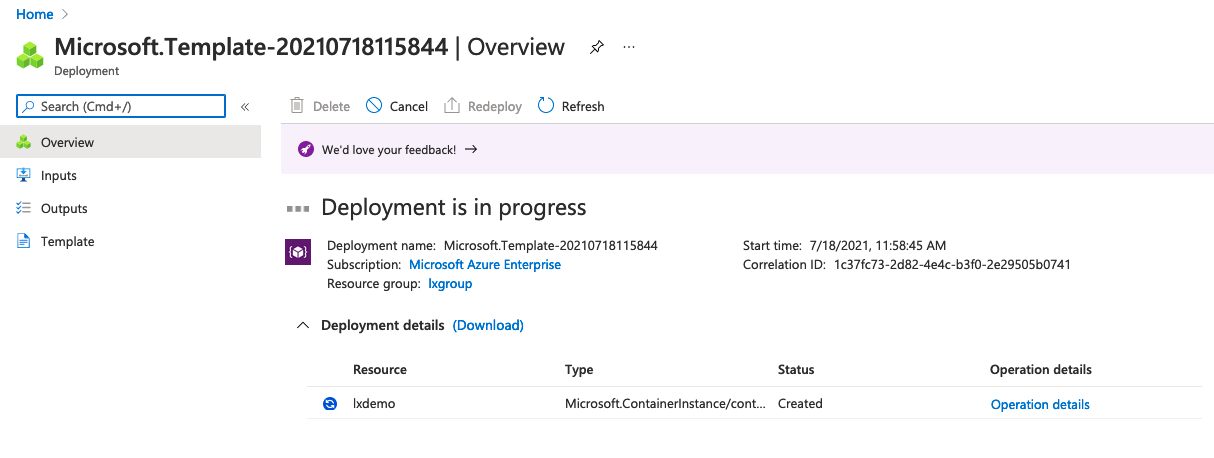 Home >
Microsoft.Template-20210718115844 | Overview ...
Deployment
Search (Cmd+/) «
Delete Cancel Redeploy Refresh
Overview
We'd love your feedback! →
Inputs
Outputs
Template
Deployment is in progress
Deployment name: Microsoft.Template-20210718115844 Start time: 7/18/2021, 11:58:45 AM
Subscription: Microsoft Azure Enterprise Correlation ID: 1c37fc73-2d82-4e4c-b3f0-2e29505b0741
Resource group: lxgroup
Deployment details (Download)
Resource Type Status Operation details
lxdemo Microsoft.ContainerInstance/cont... Created Operation details